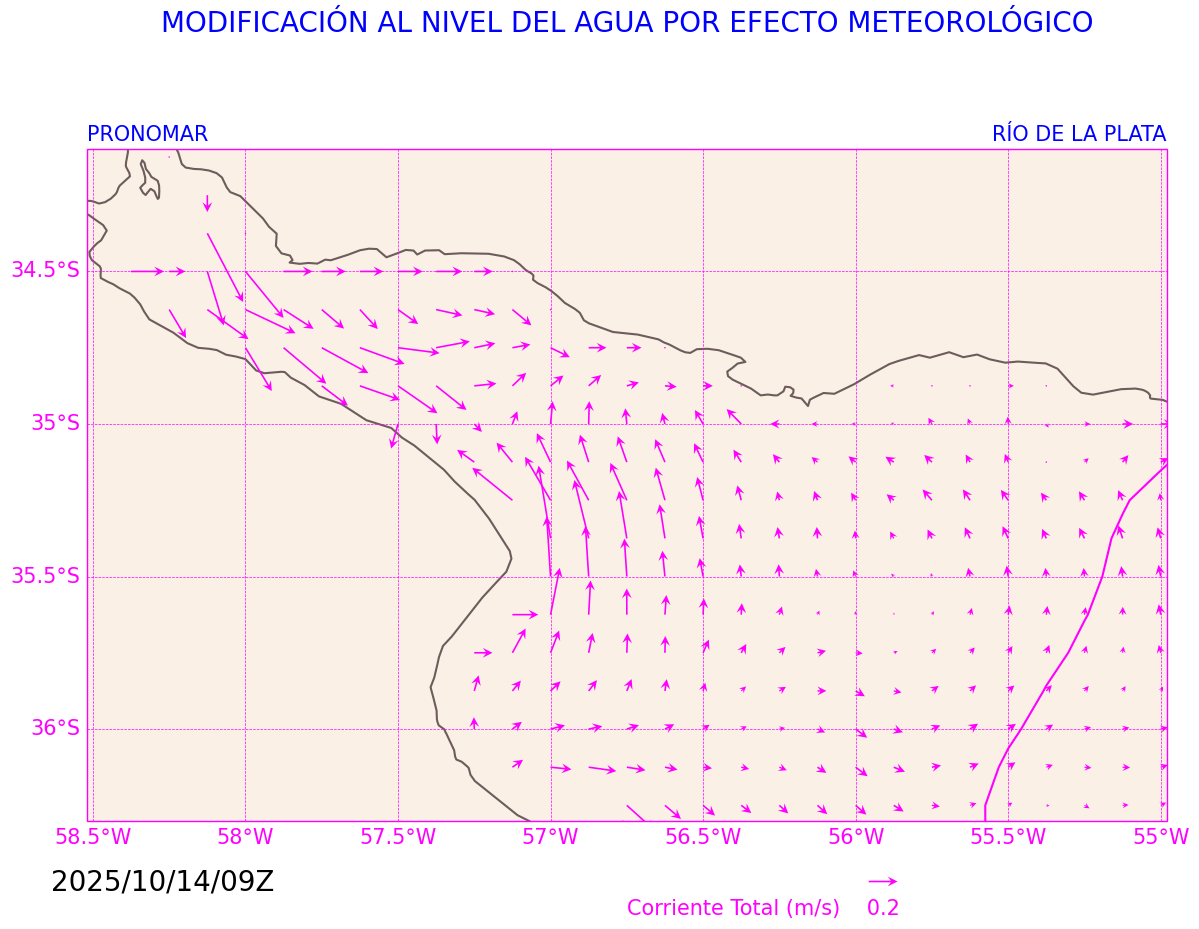 MODIFICACIÓN AL NIVEL DEL AGUA POR EFECTO METEOROLÓGICO
PRONOMAR
RÍO DE LA PLATA
34.5°S
35°S
35.5°S
36°S
58.5°W 58°W 57.5°W 57°W 56.5°W 56°W 55.5°W 55°W
2025/10/14/09Z
Corriente Total (m/s) 0.2